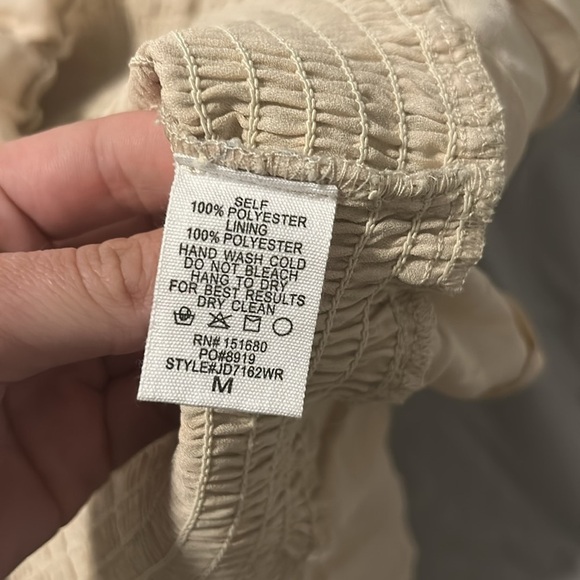 SELF
100% POLYESTER
LINING
100% POLYESTER
HAND WASH COLD
DO NOT BLEACH
HANG TO DRY
FOR BEST RESULTS
DRY CLEAN
RN# 151680
PO#8919
STYLE#JD7162WR
M